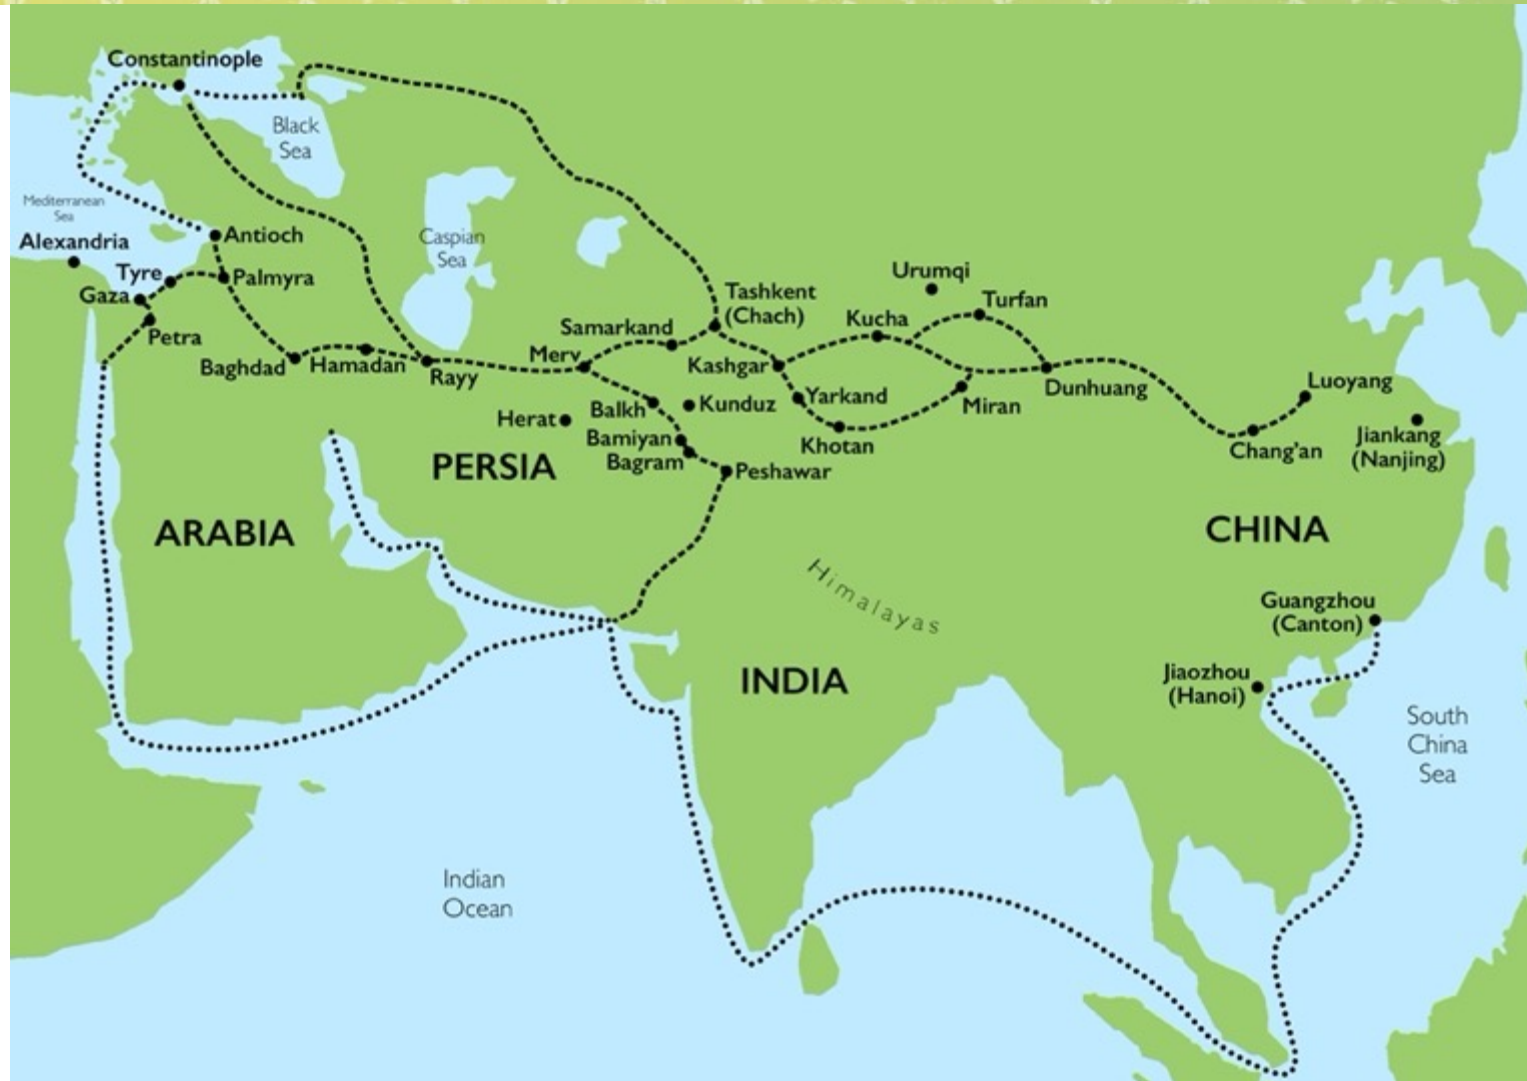 Constantinople
Black
Sea
Mediterranean
Sea
Alexandria
Antioch
Caspian
Sea
Tyre
Palmyra
Gaza
Petra
Urumqi
Tashkent
(Chach)
Turfan
Samarkand
Kucha
Merv
Kashgar
Baghdad
Hamadan
Rayy
Dunhuang
Luoyang
Herat
Balkh
Kunduz
Yarkand
Miran
Bamiyan
Khotan
Bagram
Peshawar
Chang'an
Jiankang
(Nanjing)
PERSIA
ARABIA
CHINA
Himalayas
Guangzhou
(Canton)
INDIA
Jiaozhou
(Hanoi)
South
China
Sea
Indian
Ocean